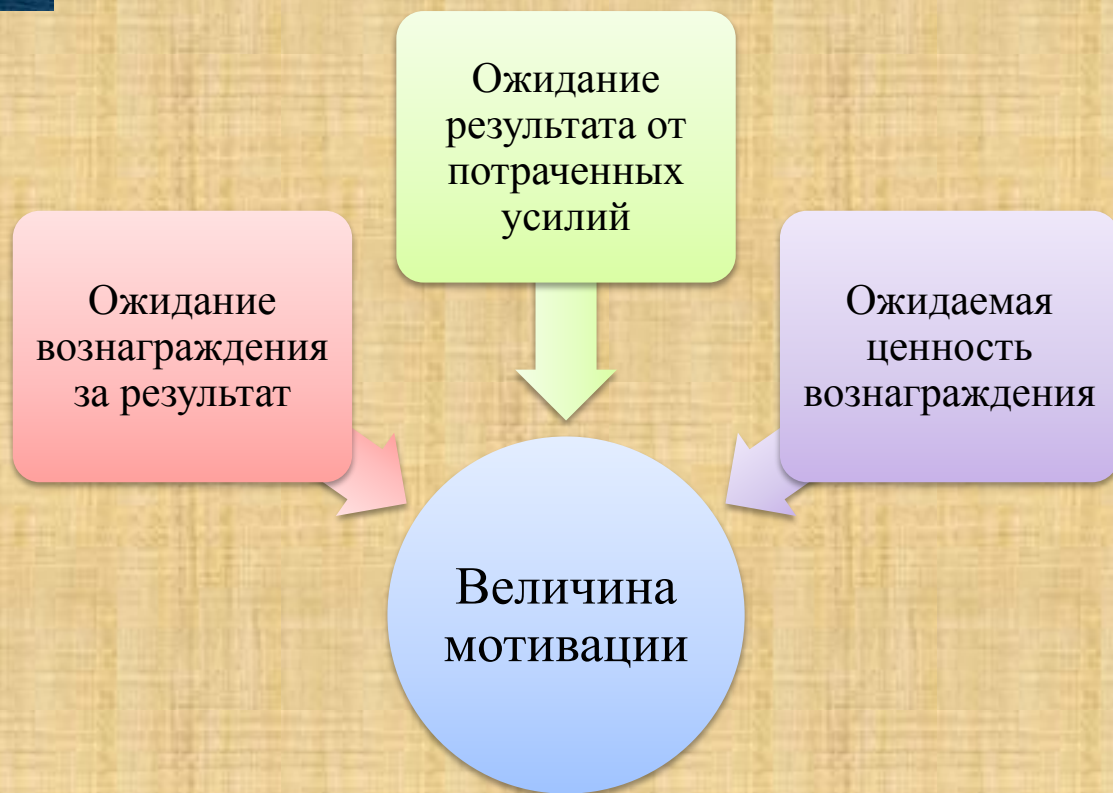 Ожидание
результата от
потраченных
усилий
Ожидание
вознаграждения
за результат
Ожидаемая
ценность
вознаграждения
Величина
мотивации